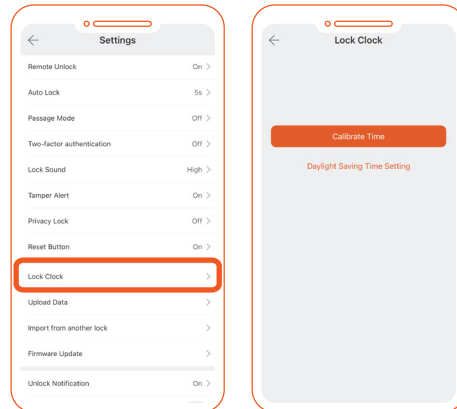 Settings
Remote Unlock On
Auto Lock 5s
Passage Mode Off
Two-factor authentication Off
Lock Sound High
Tamper Alert On
Privacy Lock Off
Reset Button On
Lock Clock
Upload Data
Import from another lock
Firmware Update
Unlock Notification On
Lock Clock
Calibrate Time
Daylight Saving Time Setting